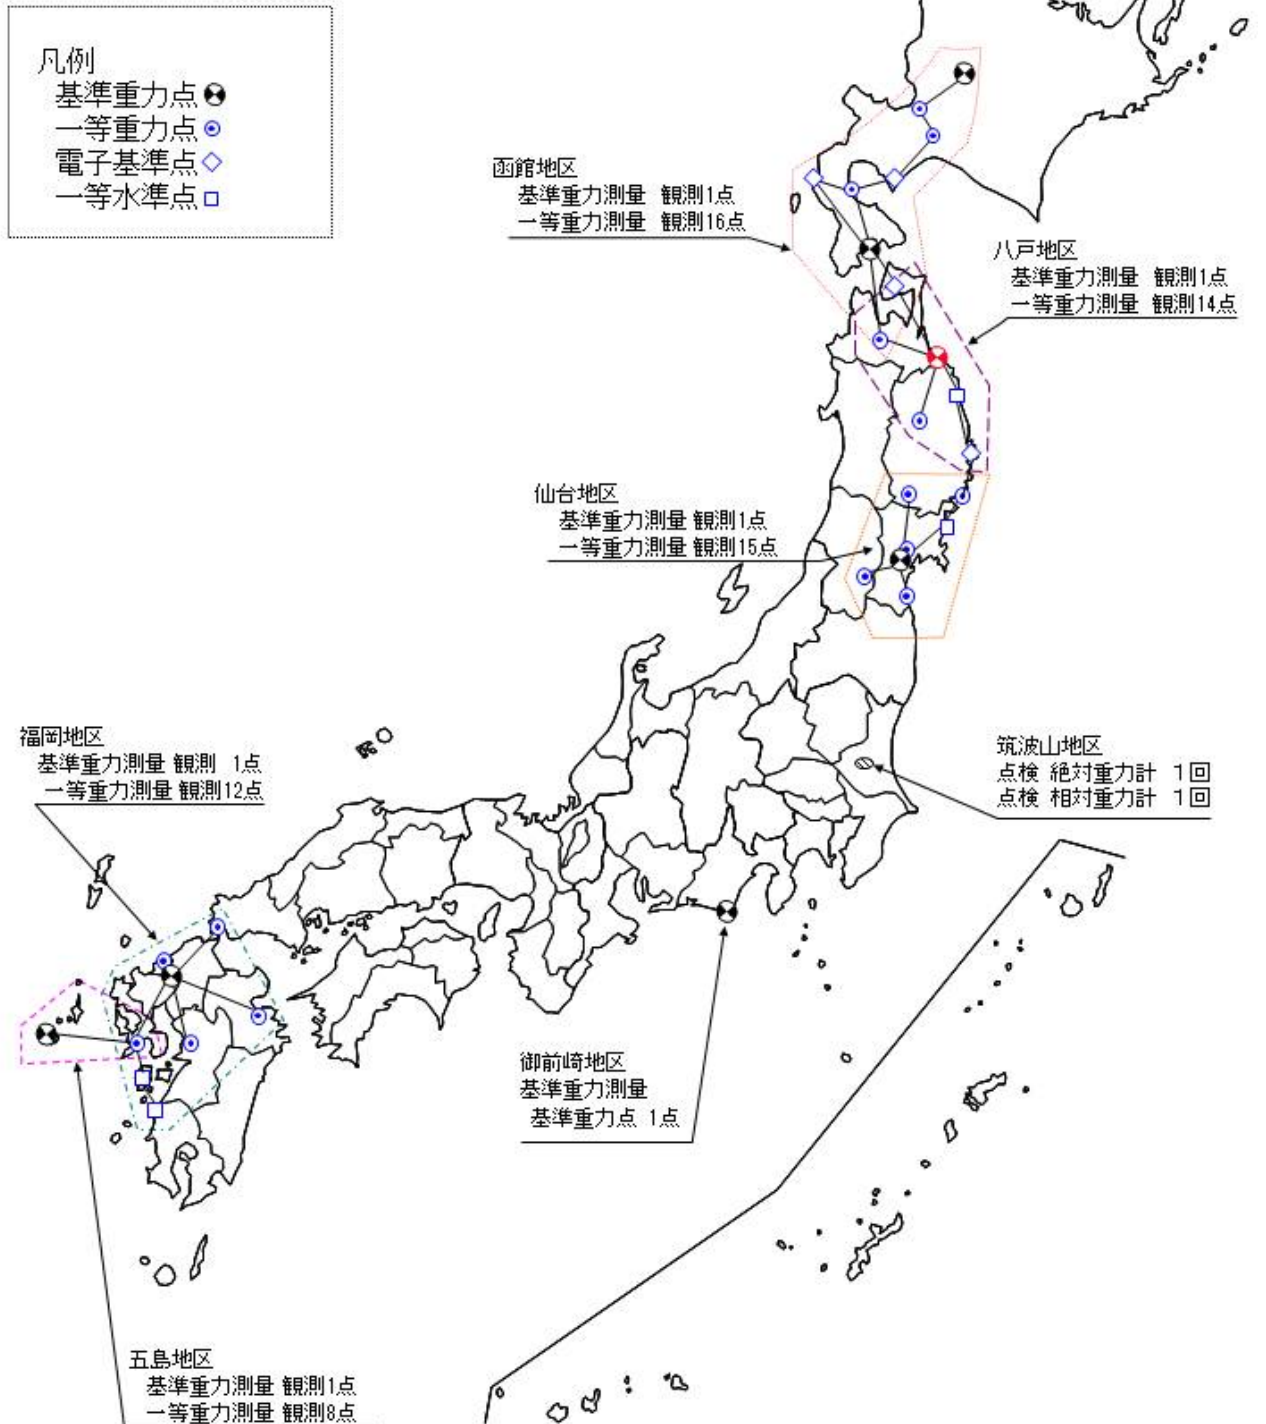 凡例
基準重力点
一等重力点
電子基準点
一等水準点
函館地区
基準重力測量 観測1点
一等重力測量 観測16点
八戸地区
基準重力測量 観測1点
一等重力測量 観測14点
仙台地区
基準重力測量 観測1点
一等重力測量 観測15点
福岡地区
基準重力測量 観測 1点
一等重力測量 観測12点
筑波山地区
点検 絶対重力計 1回
点検 相対重力計 1回
御前崎地区
基準重力測量
基準重力点 1点
五島地区
基準重力測量 観測1点
一等重力測量 観測8点